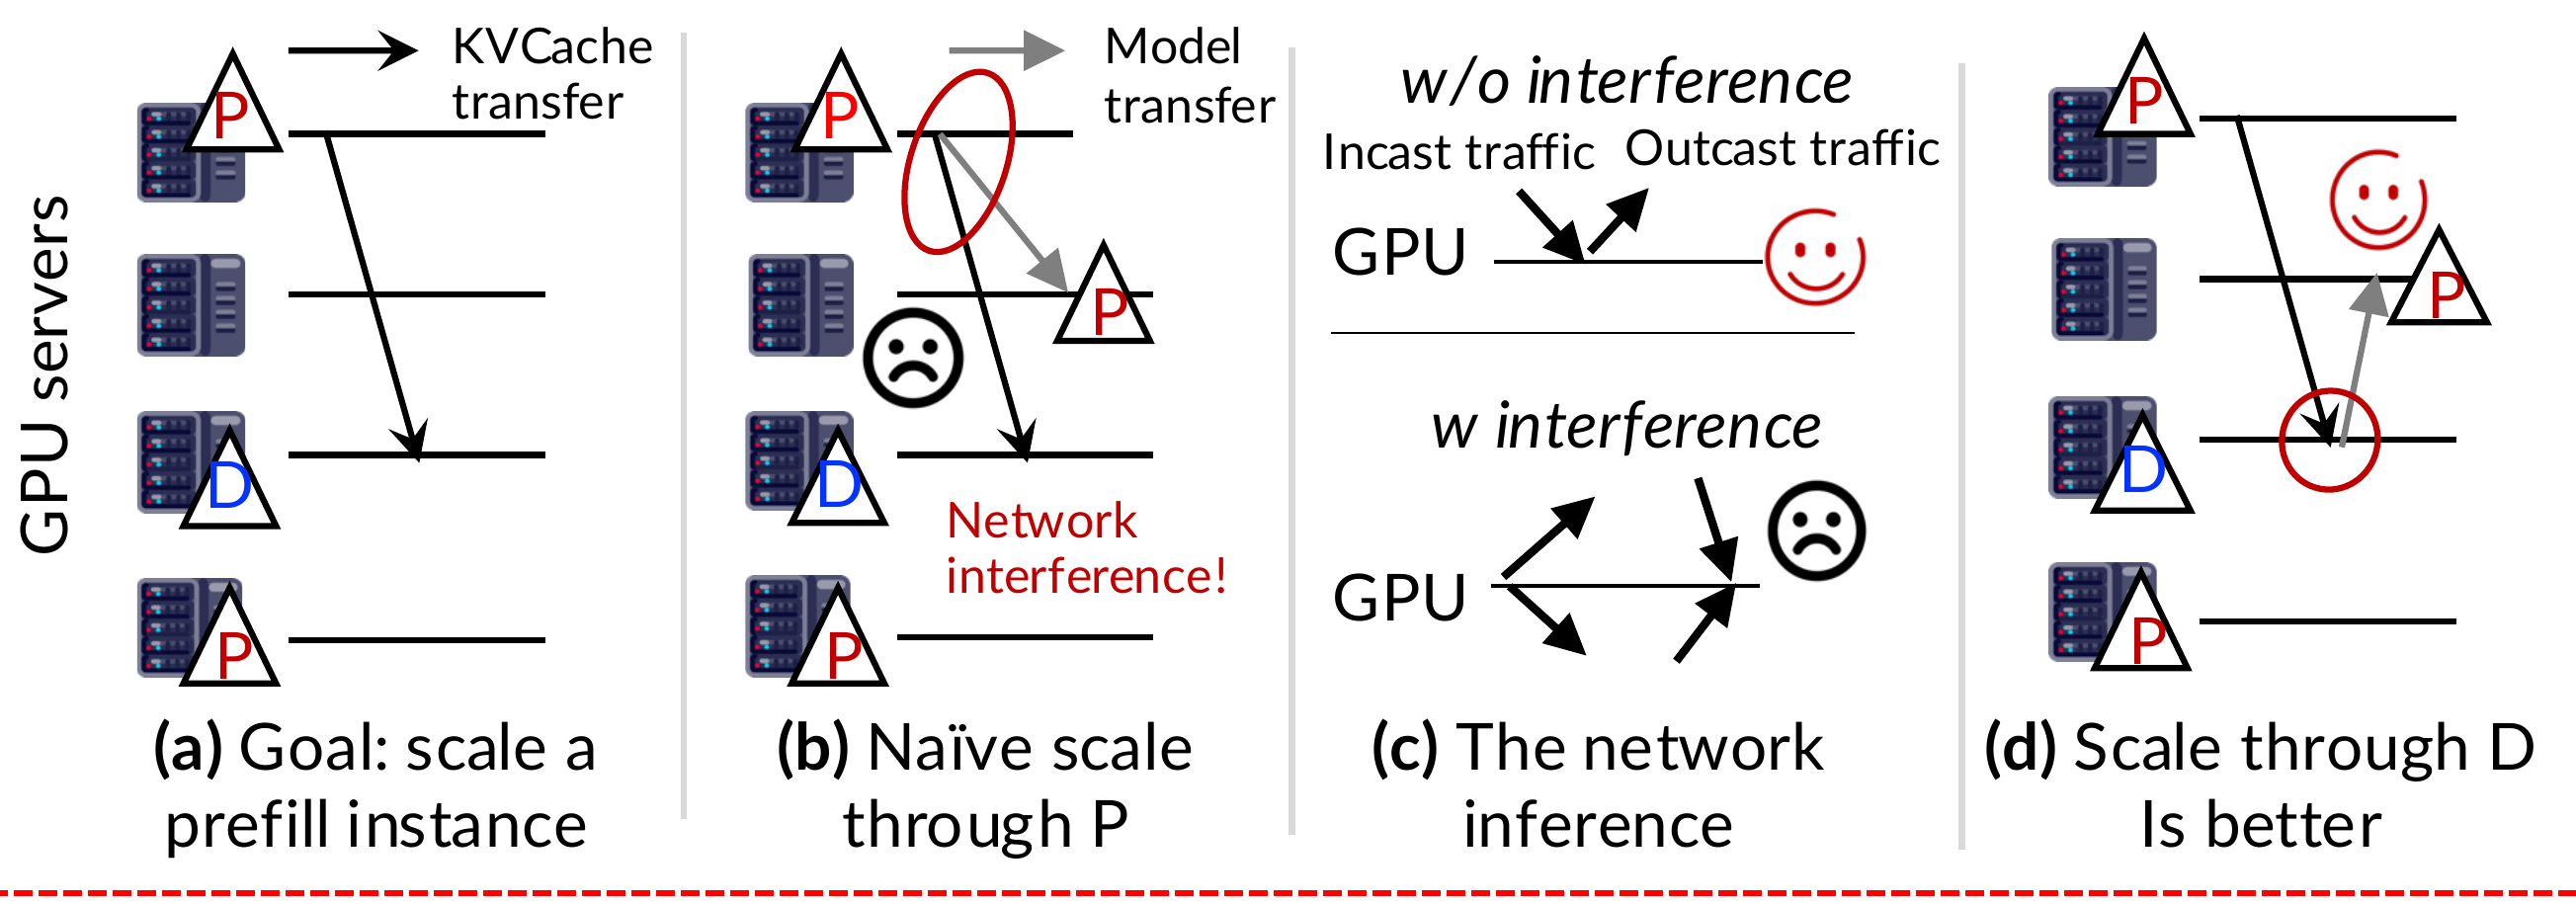 GPU servers
KVCache
transfer
P
D
P
(a) Goal: scale a
prefill instance
Model
transfer
P
P
D
Network
interference!
P
(b) Naïve scale
through P
w/o interference
Incast traffic
Outcast traffic
GPU
w interference
GPU
(c) The network
inference
P
P
D
P
(d) Scale through D
Is better